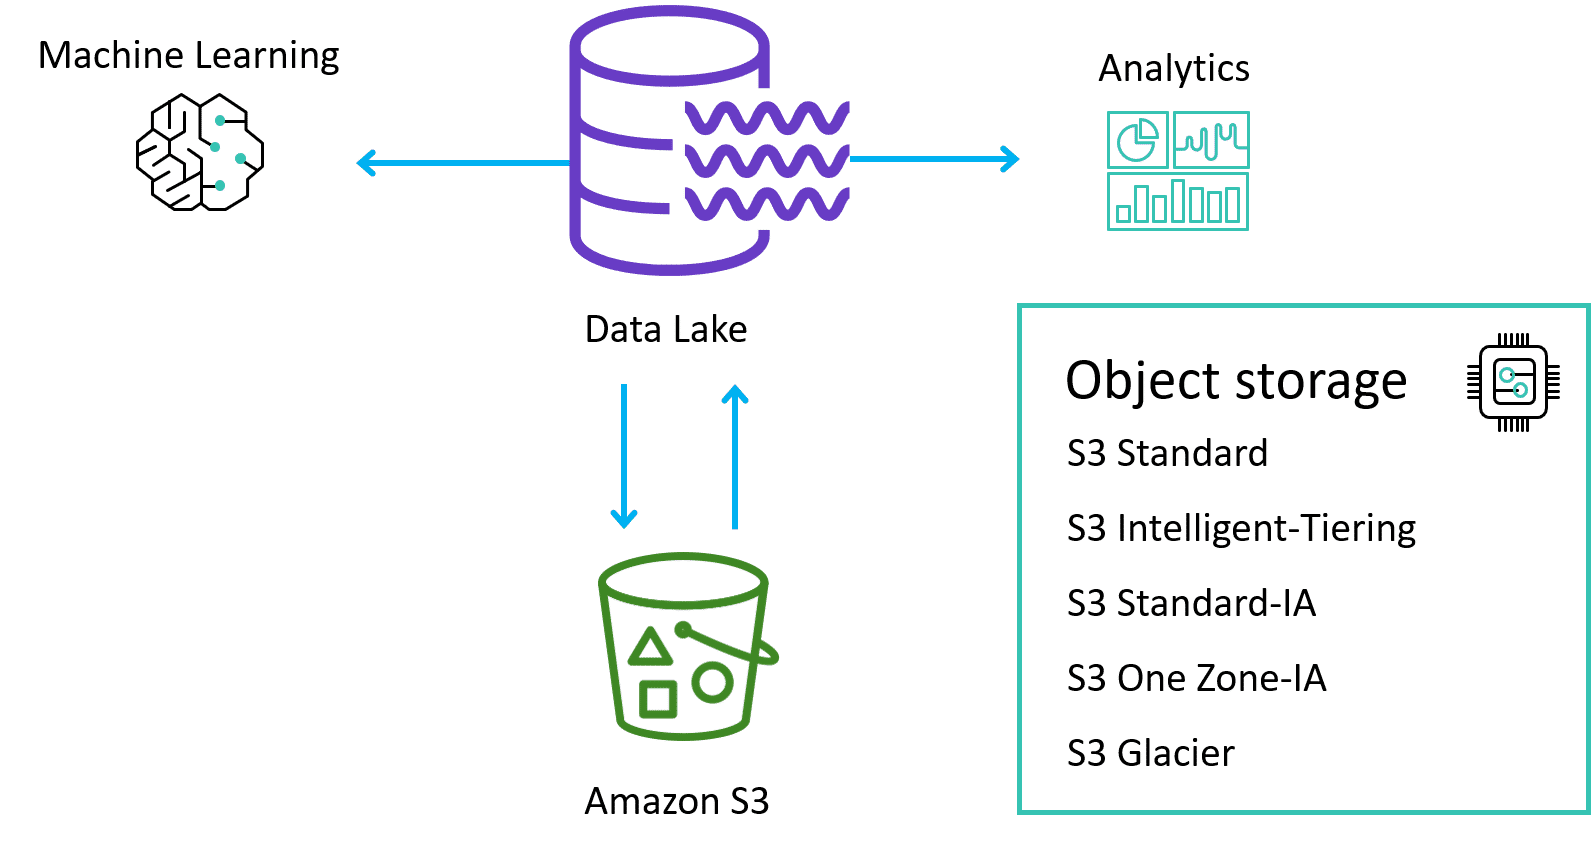 Machine Learning
Analytics
Data Lake
Object storage
S3 Standard
S3 Intelligent-Tiering
S3 Standard-IA
S3 One Zone-IA
S3 Glacier
Amazon S3